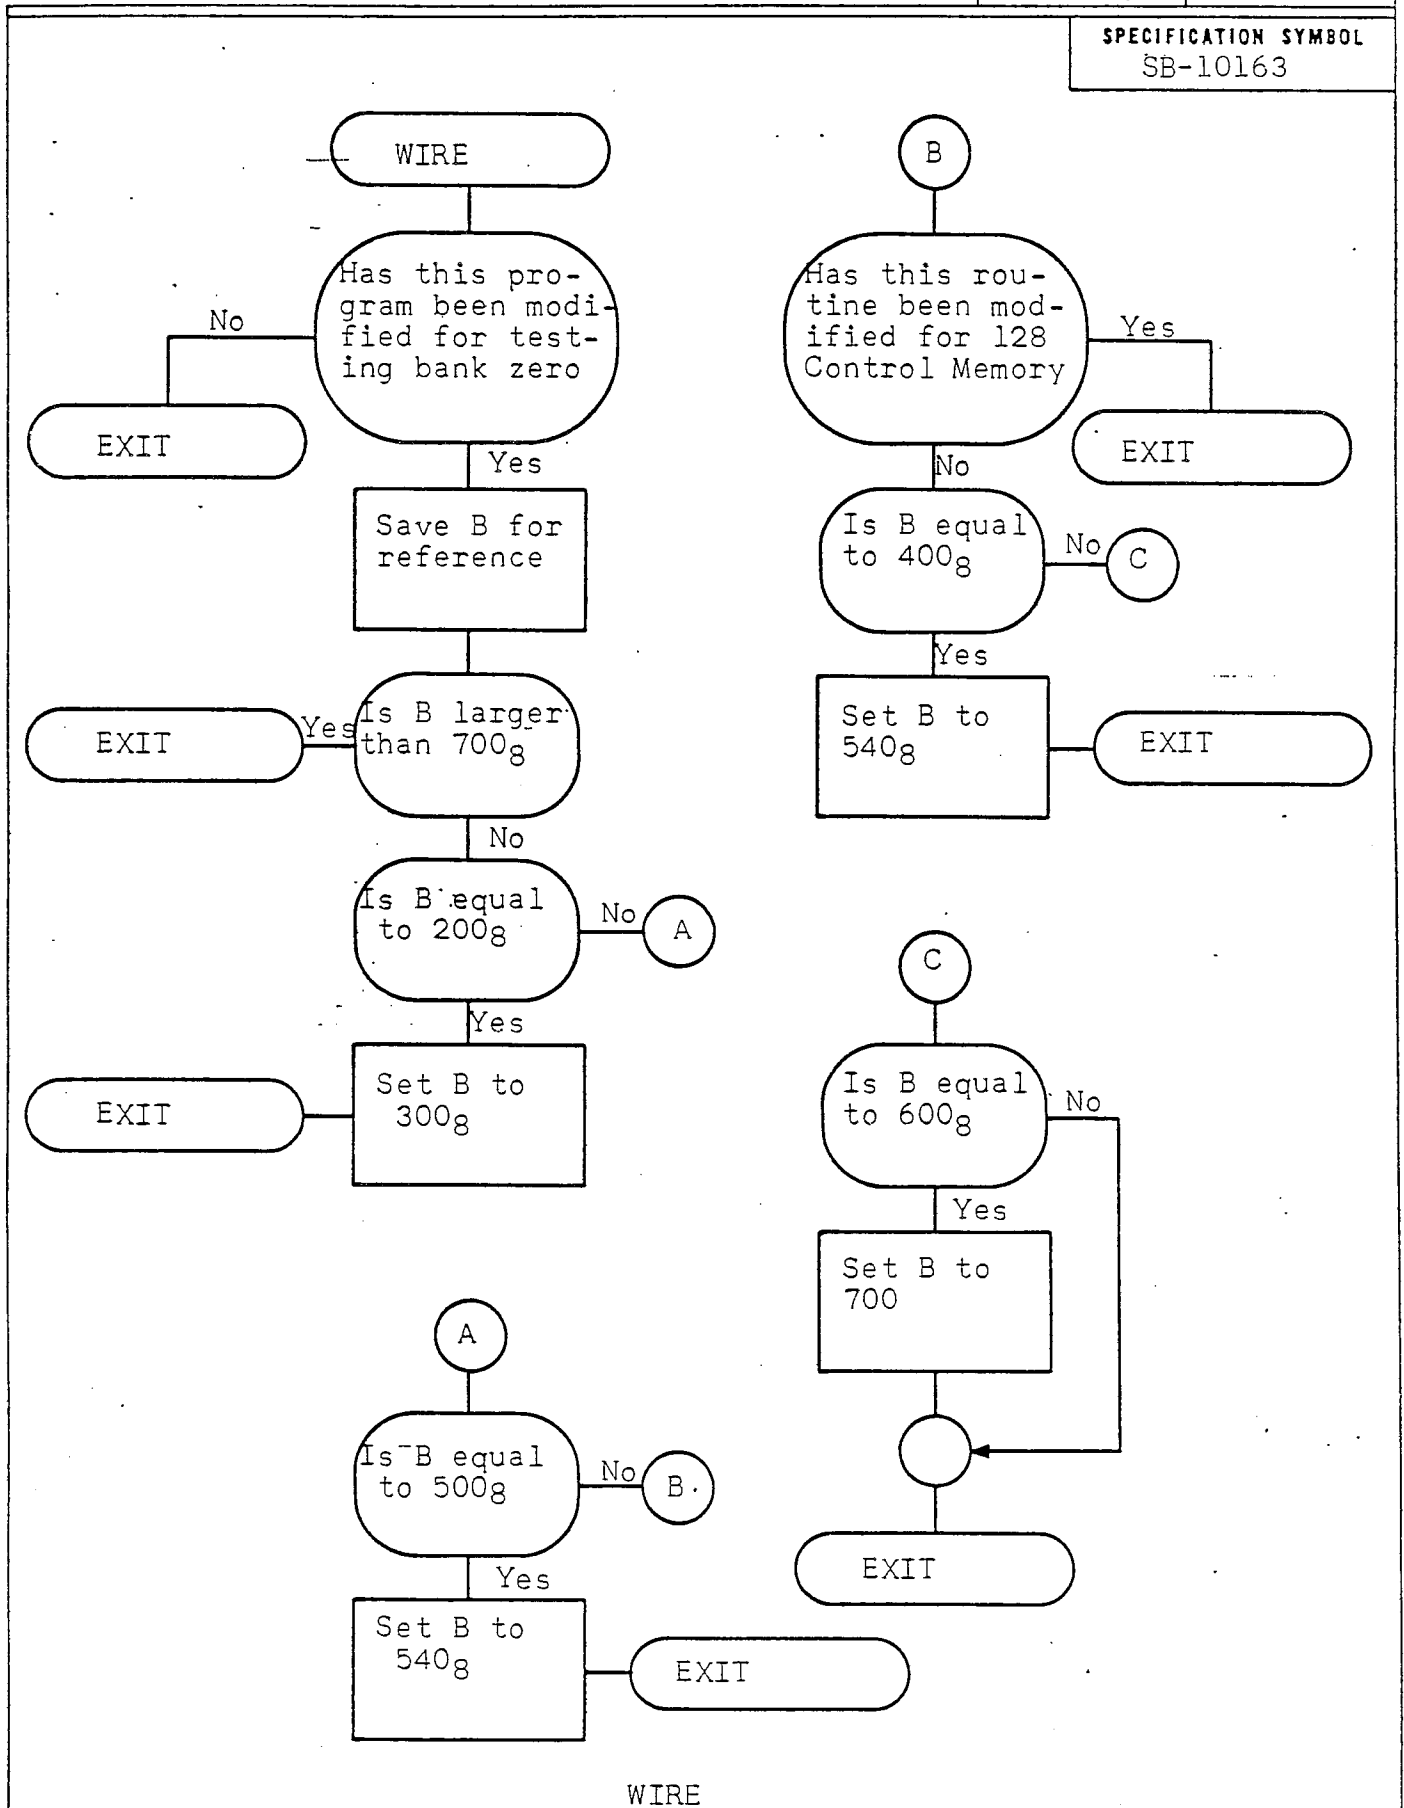 SPECIFICATION SYMBOL
SB-10163
WIRE
Has this pro-
gram been modi-
fied for test-
ing bank zero
No
EXIT
Yes
Save B for
reference
Is B larger
than 700₈
Yes
EXIT
No
Is B equal
to 200₈
No
A
Yes
Set B to
300₈
EXIT
A
Is B equal
to 500₈
No
B
Yes
Set B to
540₈
EXIT
B
Has this rou-
tine been mod-
ified for 128
Control Memory
Yes
EXIT
No
Is B equal
to 400₈
No
C
Yes
Set B to
540₈
EXIT
C
Is B equal
to 600₈
No
Yes
Set B to
700
EXIT
WIRE